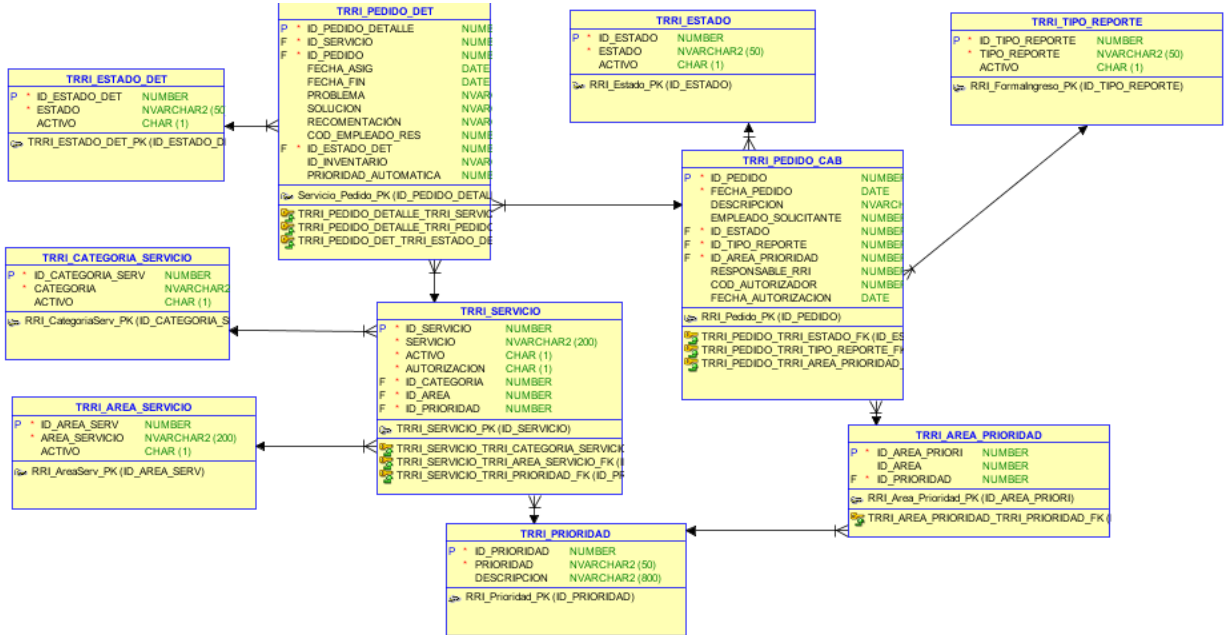 TRRI_PEDIDO_DET
P * ID_PEDIDO_DETALLE NUME
F * ID_SERVICIO NUME
F * ID_PEDIDO NUME
FECHA_ASIG DATE
FECHA_FIN DATE
PROBLEMA NVAR
SOLUCION NVAR
RECOMENTACIÓN NVAR
COD_EMPLEADO_RES NUME
F * ID_ESTADO_DET NUME
ID_INVENTARIO NVAR
PRIORIDAD_AUTOMATICA NUME
Servicio_Pedido_PK (ID_PEDIDO_DETAL
TRRI_PEDIDO_DETALLE_TRRI_SERVIC
TRRI_PEDIDO_DETALLE_TRRI_PEDIDO
TRRI_PEDIDO_DET_TRRI_ESTADO_DE
TRRI_ESTADO
P * ID_ESTADO NUMBER
* ESTADO NVARCHAR2 (50)
ACTIVO CHAR (1)
RRI_Estado_PK (ID_ESTADO)
TRRI_TIPO_REPORTE
P * ID_TIPO_REPORTE NUMBER
* TIPO_REPORTE NVARCHAR2 (50)
ACTIVO CHAR (1)
RRI_FormaIngreso_PK (ID_TIPO_REPORTE)
TRRI_ESTADO_DET
P * ID_ESTADO_DET NUMBER
* ESTADO NVARCHAR2 (50
ACTIVO CHAR (1)
TRRI_ESTADO_DET_PK (ID_ESTADO_D
TRRI_PEDIDO_CAB
P * ID_PEDIDO NUMBER
* FECHA_PEDIDO DATE
DESCRIPCION NVARCH
EMPLEADO_SOLICITANTE NUMBER
F * ID_ESTADO NUMBER
F * ID_TIPO_REPORTE NUMBER
F * ID_AREA_PRIORIDAD NUMBER
RESPONSABLE_RRI NUMBER
COD_AUTORIZADOR NUMBER
FECHA_AUTORIZACION DATE
RRI_Pedido_PK (ID_PEDIDO)
TRRI_PEDIDO_TRRI_ESTADO_FK (ID_ES
TRRI_PEDIDO_TRRI_TIPO_REPORTE_FK
TRRI_PEDIDO_TRRI_AREA_PRIORIDAD_
TRRI_CATEGORIA_SERVICIO
P * ID_CATEGORIA_SERV NUMBER
* CATEGORIA NVARCHAR2
ACTIVO CHAR (1)
RRI_CategoriaServ_PK (ID_CATEGORIA_S
TRRI_SERVICIO
P * ID_SERVICIO NUMBER
* SERVICIO NVARCHAR2 (200)
* ACTIVO CHAR (1)
* AUTORIZACION CHAR (1)
F * ID_CATEGORIA NUMBER
F * ID_AREA NUMBER
F * ID_PRIORIDAD NUMBER
TRRI_SERVICIO_PK (ID_SERVICIO)
TRRI_SERVICIO_TRRI_CATEGORIA_SERVICIO
TRRI_SERVICIO_TRRI_AREA_SERVICIO_FK (I
TRRI_SERVICIO_TRRI_PRIORIDAD_FK (ID_PR
TRRI_AREA_SERVICIO
P * ID_AREA_SERV NUMBER
* AREA_SERVICIO NVARCHAR2 (200)
ACTIVO CHAR (1)
RRI_AreaServ_PK (ID_AREA_SERV)
TRRI_AREA_PRIORIDAD
P * ID_AREA_PRIORI NUMBER
ID_AREA NUMBER
F * ID_PRIORIDAD NUMBER
RRI_Area_Prioridad_PK (ID_AREA_PRIORI)
TRRI_AREA_PRIORIDAD_TRRI_PRIORIDAD_FK (
TRRI_PRIORIDAD
P * ID_PRIORIDAD NUMBER
* PRIORIDAD NVARCHAR2 (50)
DESCRIPCION NVARCHAR2 (800)
RRI_Prioridad_PK (ID_PRIORIDAD)